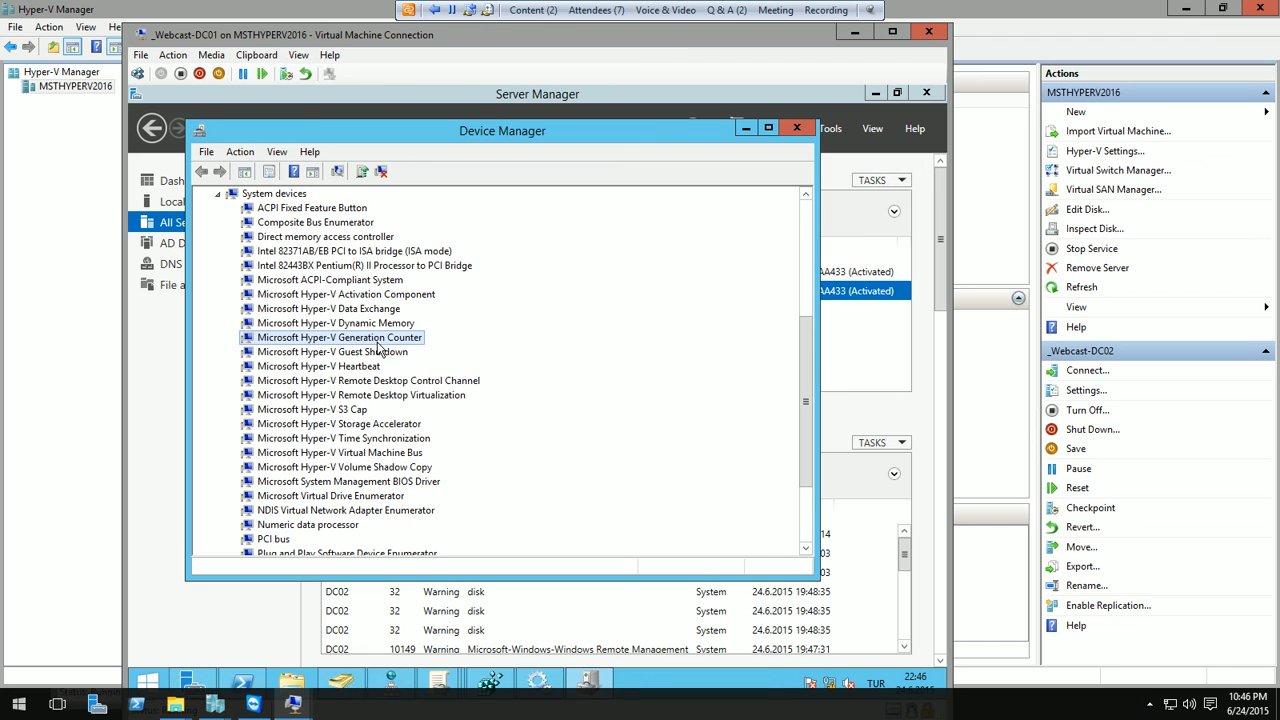 Hyper-V Manager
Content (2) Attendees (7) Voice & Video Q & A (2) Meeting Recording
File Action View
Hyper-V Manager
MSTHYPERV2016
_Webcast-DC01 on MSTHYPERV2016 - Virtual Machine Connection
File Action Media Clipboard View Help
Server Manager
Tools View Help
Dash
Loca
All Se
AD D
DNS
File a
Device Manager
File Action View Help
System devices
ACPI Fixed Feature Button
Composite Bus Enumerator
Direct memory access controller
Intel 82371AB/EB PCI to ISA bridge (ISA mode)
Intel 82443BX Pentium(R) II Processor to PCI Bridge
Microsoft ACPI-Compliant System
Microsoft Hyper-V Activation Component
Microsoft Hyper-V Data Exchange
Microsoft Hyper-V Dynamic Memory
Microsoft Hyper-V Generation Counter
Microsoft Hyper-V Guest Shutdown
Microsoft Hyper-V Heartbeat
Microsoft Hyper-V Remote Desktop Control Channel
Microsoft Hyper-V Remote Desktop Virtualization
Microsoft Hyper-V S3 Cap
Microsoft Hyper-V Storage Accelerator
Microsoft Hyper-V Time Synchronization
Microsoft Hyper-V Virtual Machine Bus
Microsoft Hyper-V Volume Shadow Copy
Microsoft System Management BIOS Driver
Microsoft Virtual Drive Enumerator
NDIS Virtual Network Adapter Enumerator
Numeric data processor
PCI bus
Plug and Play Software Device Enumerator
TASKS
AA433 (Activated)
AA433 (Activated)
TASKS
14
03
03
DC02 32 Warning disk System 24.6.2015 19:48:35
DC02 32 Warning disk System 24.6.2015 19:48:35
DC02 32 Warning disk System 24.6.2015 19:48:35
DC02 10149 Warning Microsoft-Windows-Windows Remote Management System 24.6.2015 19:47:31
TUR
22:46
Actions
MSTHYPERV2016
New
Import Virtual Machine...
Hyper-V Settings...
Virtual Switch Manager...
Virtual SAN Manager...
Edit Disk...
Inspect Disk...
Stop Service
Remove Server
Refresh
View
Help
_Webcast-DC02
Connect...
Settings...
Turn Off...
Shut Down...
Save
Pause
Reset
Checkpoint
Revert...
Move...
Export...
Rename...
Enable Replication...
Help
10:46 PM
6/24/2015